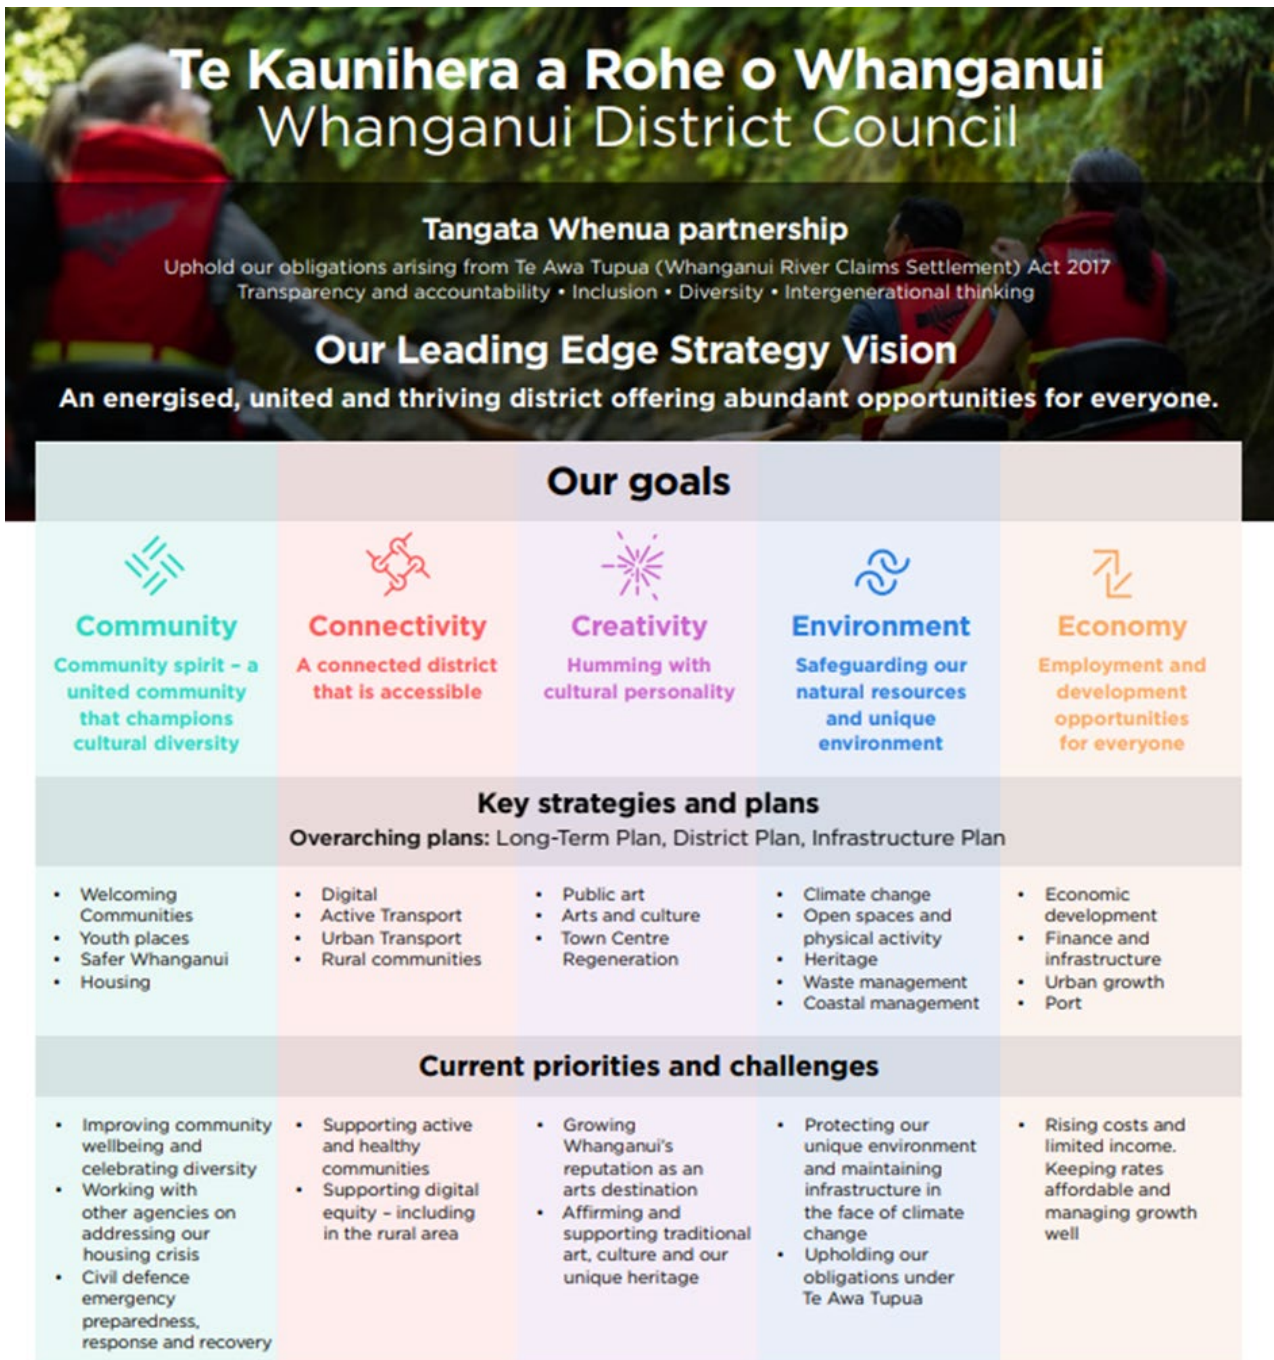 Te Kaunihera a Rohe o Whanganui
Whanganui District Council
Tangata Whenua partnership
Uphold our obligations arising from Te Awa Tupua (Whanganui River Claims Settlement) Act 2017
Transparency and accountability • Inclusion • Diversity • Intergenerational thinking
Our Leading Edge Strategy Vision
An energised, united and thriving district offering abundant opportunities for everyone.
Our goals
Community
Community spirit – a
united community
that champions
cultural diversity
Connectivity
A connected district
that is accessible
Creativity
Humming with
cultural personality
Environment
Safeguarding our
natural resources
and unique
environment
Economy
Employment and
development
opportunities
for everyone
Key strategies and plans
Overarching plans: Long-Term Plan, District Plan, Infrastructure Plan
• Welcoming
Communities
• Youth places
• Safer Whanganui
• Housing
• Digital
• Active Transport
• Urban Transport
• Rural communities
• Public art
• Arts and culture
• Town Centre
Regeneration
• Climate change
• Open spaces and
physical activity
• Heritage
• Waste management
• Coastal management
• Economic
development
• Finance and
infrastructure
• Urban growth
• Port
Current priorities and challenges
• Improving community
wellbeing and
celebrating diversity
• Working with
other agencies on
addressing our
housing crisis
• Civil defence
emergency
preparedness,
response and recovery
• Supporting active
and healthy
communities
• Supporting digital
equity – including
in the rural area
• Growing
Whanganui's
reputation as an
arts destination
• Affirming and
supporting traditional
art, culture and our
unique heritage
• Protecting our
unique environment
and maintaining
infrastructure in
the face of climate
change
• Upholding our
obligations under
Te Awa Tupua
• Rising costs and
limited income.
Keeping rates
affordable and
managing growth
well